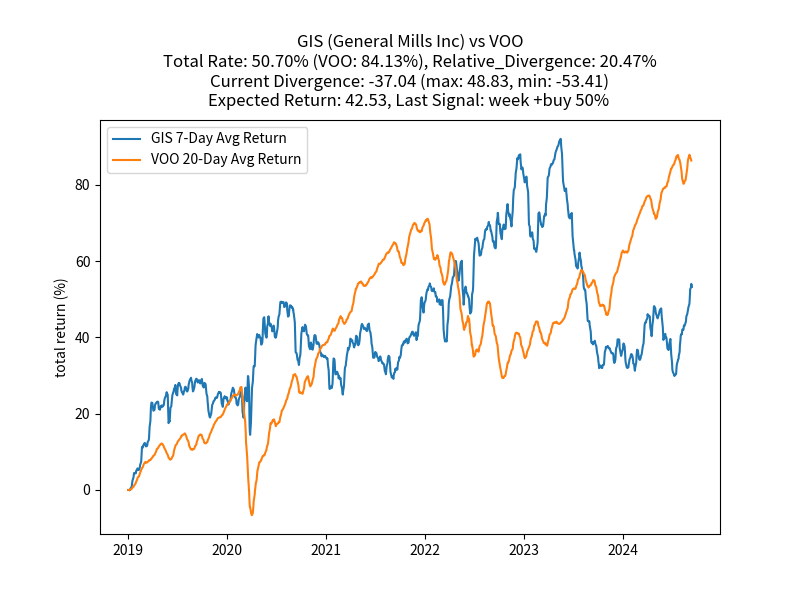 GIS (General Mills Inc) vs VOO
Total Rate: 50.70% (VOO: 84.13%), Relative_Divergence: 20.47%
Current Divergence: -37.04 (max: 48.83, min: -53.41)
Expected Return: 42.53, Last Signal: week +buy 50%
GIS 7-Day Avg Return
VOO 20-Day Avg Return
total return (%)
80
60
40
20
0
2019 2020 2021 2022 2023 2024